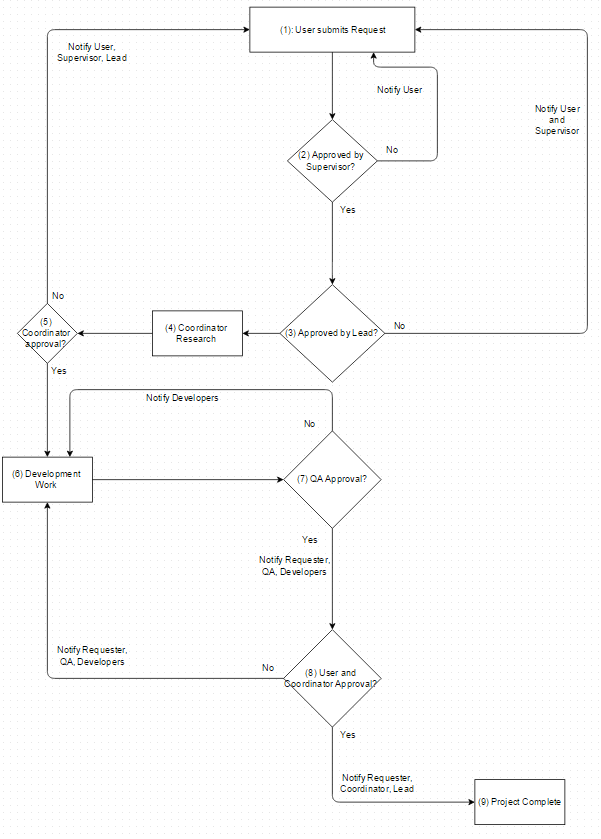 (1): User submits Request
Notify User,
Supervisor, Lead
Notify User
Notify User
and
Supervisor
(2) Approved by
Supervisor?
No
Yes
No
(5)
Coordinator
approval?
(4) Coordinator
Research
(3) Approved by Lead?
No
Yes
Notify Developers
No
(6) Development
Work
(7) QA Approval?
Yes
Notify Requester,
QA, Developers
Notify Requester,
QA, Developers
No
(8) User and
Coordinator Approval?
Yes
Notify Requester,
Coordinator, Lead
(9) Project Complete